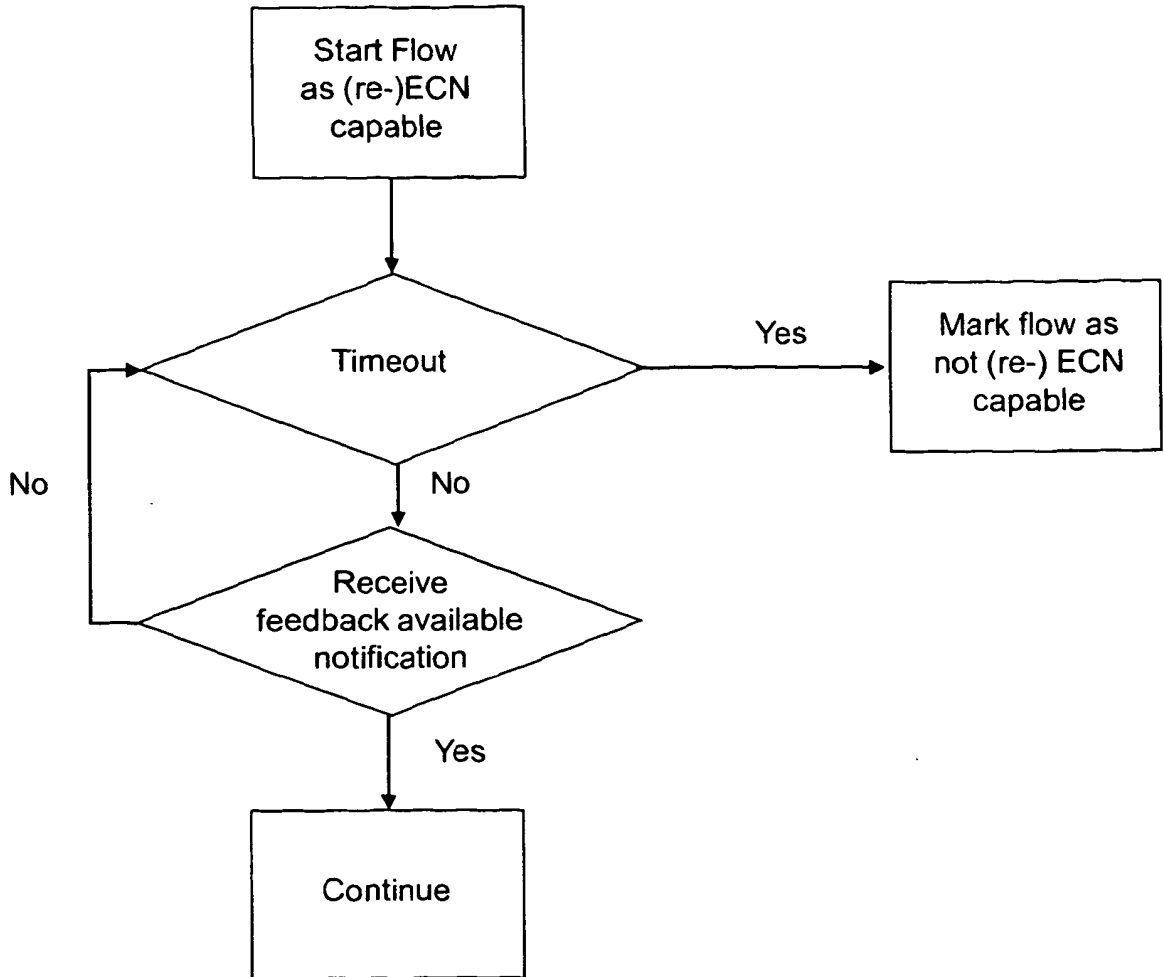 Start Flow
as (re-)ECN
capable
Timeout
Yes
Mark flow as
not (re-) ECN
capable
No
No
Receive
feedback available
notification
Yes
Continue